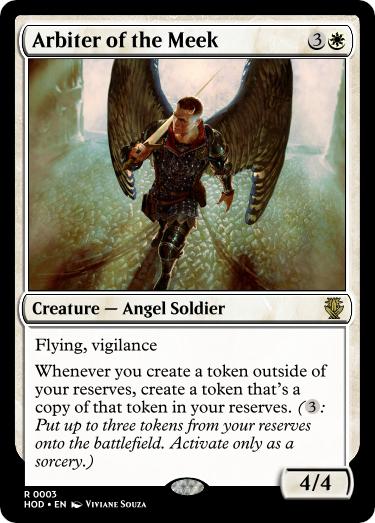 Arbiter of the Meek 3
Creature — Angel Soldier
Flying, vigilance
Whenever you create a token outside of
your reserves, create a token that's a
copy of that token in your reserves. (3:
Put up to three tokens from your reserves
onto the battlefield. Activate only as a
sorcery.)
4/4
R 0003
HOD • EN Viviane Souza